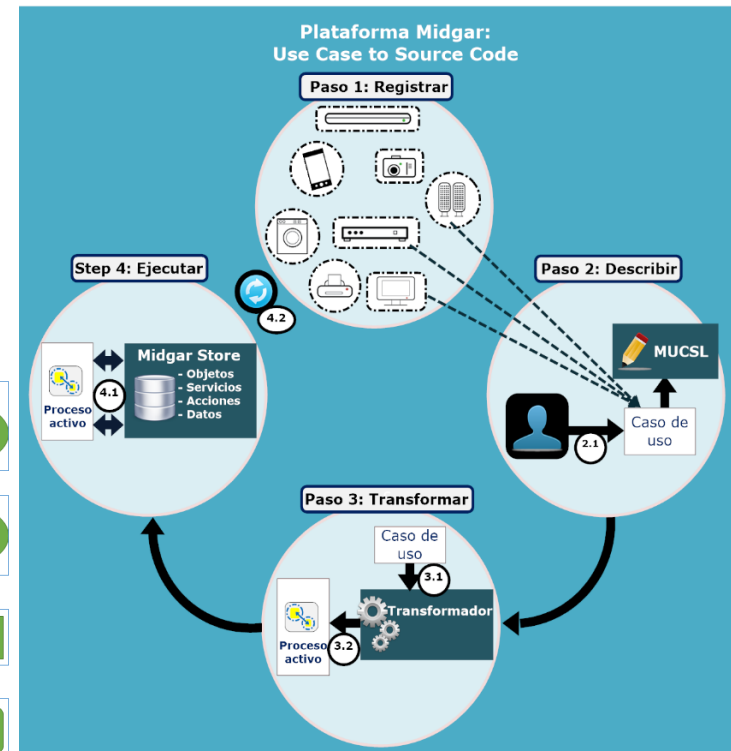 Plataforma Midgar:
Use Case to Source Code
Paso 1: Registrar
Step 4: Ejecutar
4.2
Midgar Store
- Objetos
- Servicios
- Acciones
- Datos
4.1
Proceso
activo
Paso 2: Describir
MUCSL
2.1
Caso de
uso
Paso 3: Transformar
Caso de
uso
3.1
Transformador
3.2
Proceso
activo